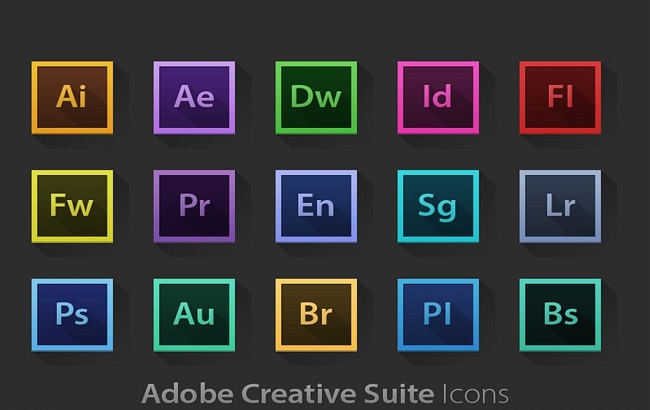 Ai Ae Dw Id Fl
Fw Pr En Sg Lr
Ps Au Br Pl Bs
Adobe Creative Suite Icons